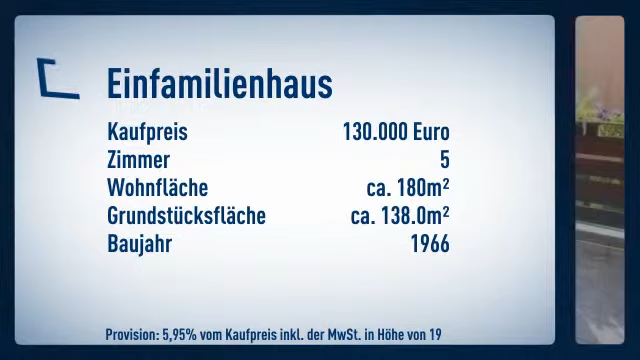 Einfamilienhaus
Kaufpreis 130.000 Euro
Zimmer 5
Wohnfläche ca. 180m²
Grundstücksfläche ca. 138.0m²
Baujahr 1966
Provision: 5,95% vom Kaufpreis inkl. der MwSt. in Höhe von 19